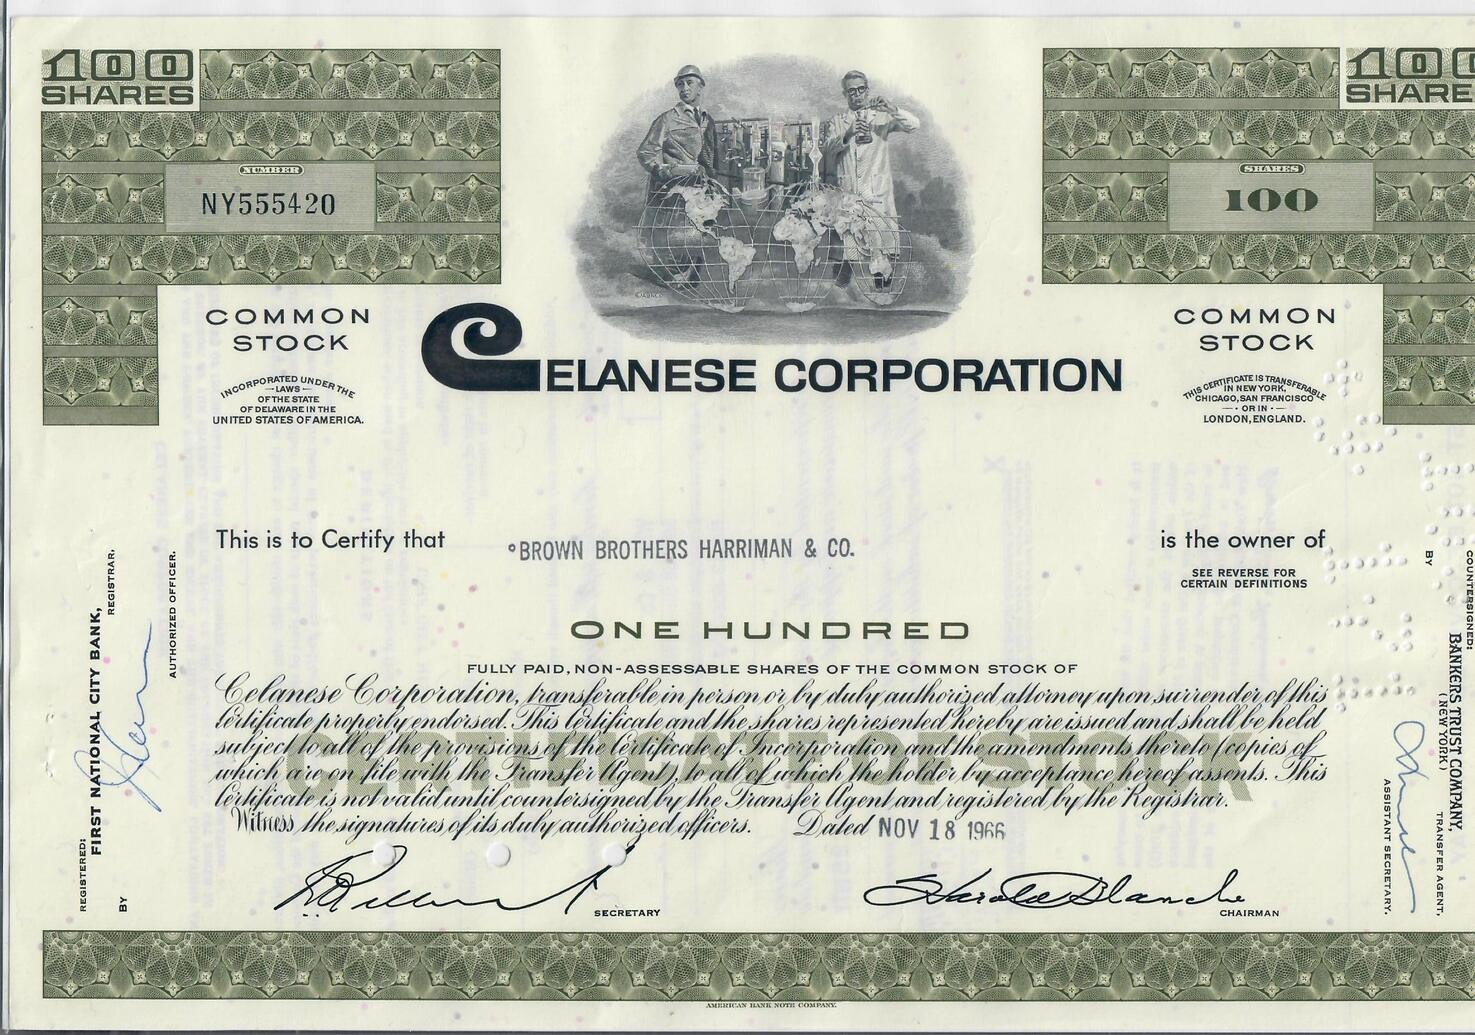 100
SHARES
100
SHARE
NUMBER
NY555420
SHARES
100
COMMON
STOCK
INCORPORATED UNDER THE
LAWS
OF THE STATE
OF DELAWARE IN THE
UNITED STATES OF AMERICA.
CELANESE CORPORATION
COMMON
STOCK
THIS CERTIFICATE IS TRANSFERABLE
IN NEW YORK,
CHICAGO, SAN FRANCISCO
OR IN
LONDON, ENGLAND.
This is to Certify that
°BROWN BROTHERS HARRIMAN & CO.
is the owner of
SEE REVERSE FOR
CERTAIN DEFINITIONS
ONE HUNDRED
FULLY PAID, NON-ASSESSABLE SHARES OF THE COMMON STOCK OF
Celanese Corporation, transferable in person or by duly authorized attorney upon surrender of this
Certificate properly endorsed. This Certificate and the shares represented hereby are issued and shall be held
subject to all of the provisions of the Certificate of Incorporation and the amendments thereto (copies of
which are on file with the Transfer Agent), to all of which the holder by acceptance hereof assents. This
Certificate is not valid until countersigned by the Transfer Agent and registered by the Registrar.
Witness the signatures of its duly authorized officers. Dated NOV 18 1966
CERTIFICATE OF STOCK
SECRETARY
Harold Blancke
CHAIRMAN
REGISTERED:
FIRST NATIONAL CITY BANK,
REGISTRAR.
BY
AUTHORIZED OFFICER.
COUNTERSIGNED:
BANKERS TRUST COMPANY,
(NEW YORK)
TRANSFER AGENT,
BY
ASSISTANT SECRETARY.
AMERICAN BANK NOTE COMPANY.